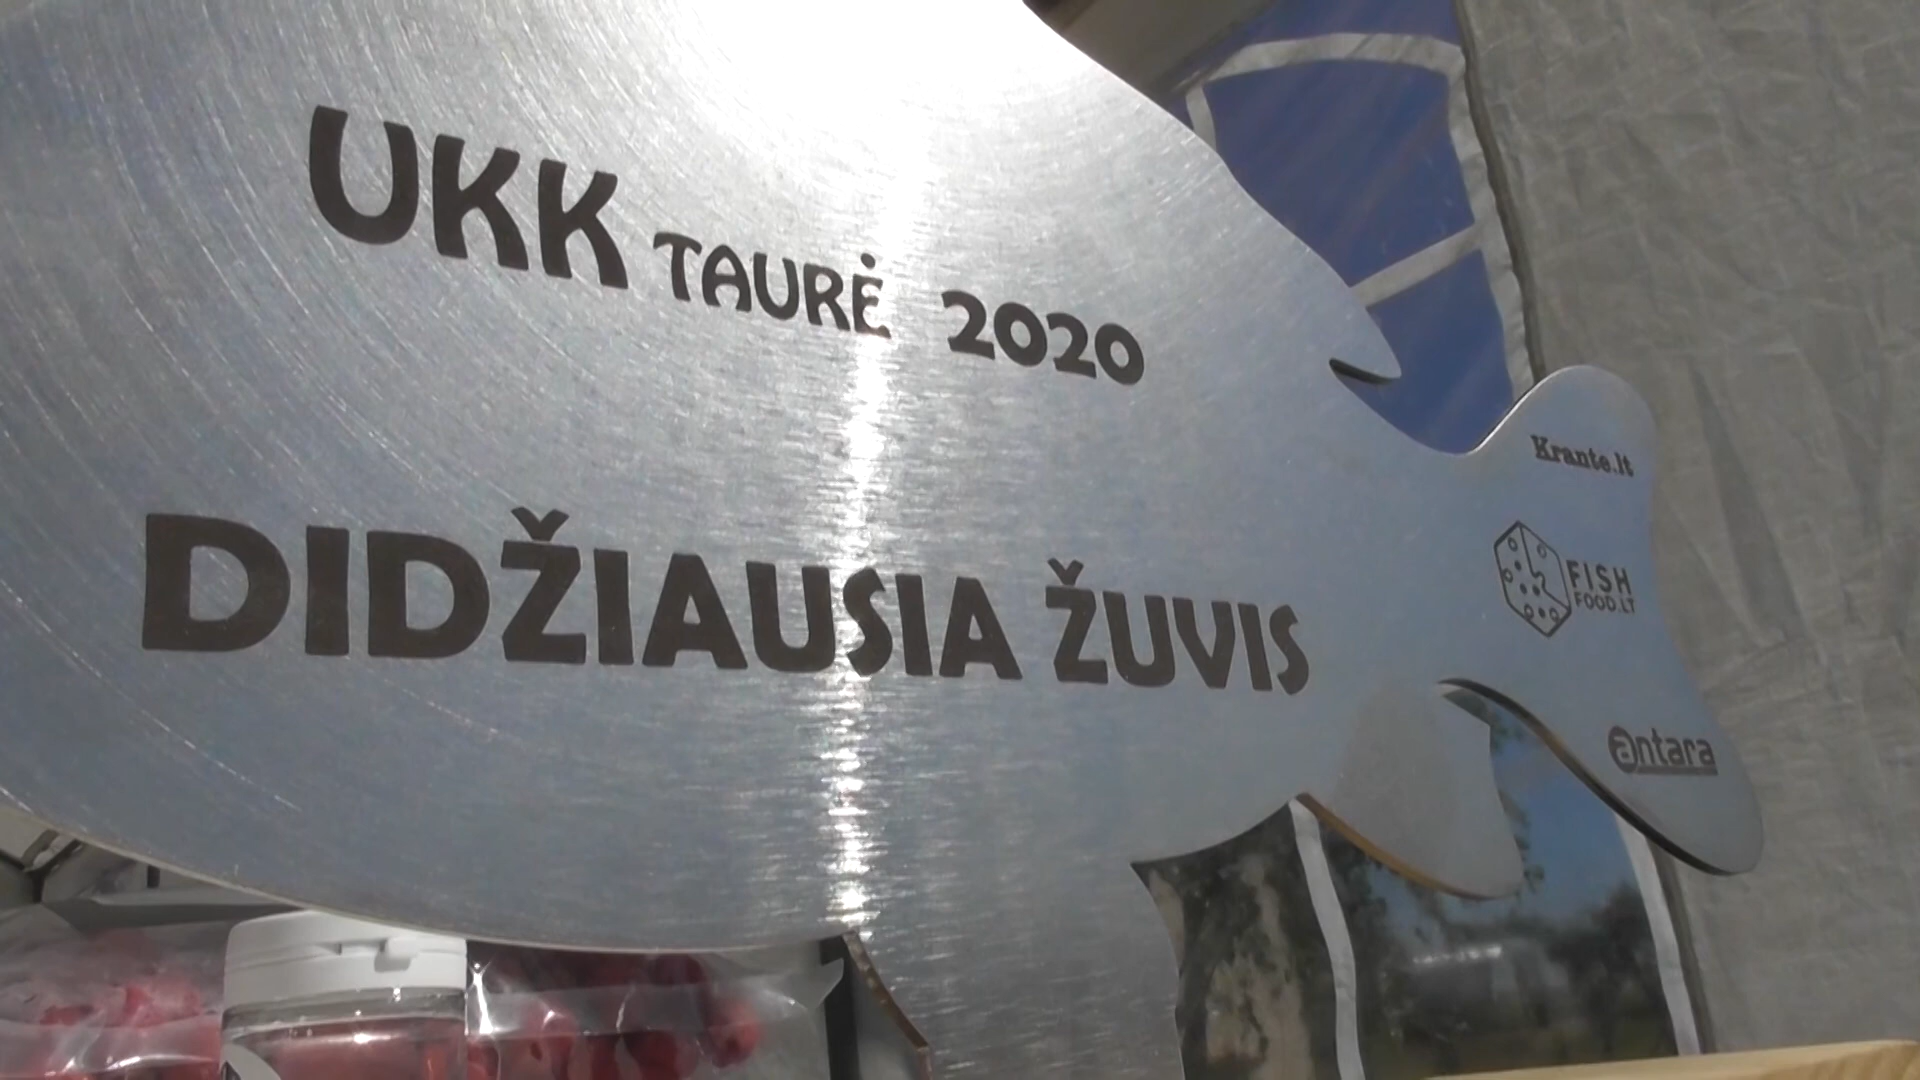 UKK TAURĖ 2020
DIDŽIAUSIA ŽUVIS
Krante.lt
FISH
FOOD.LT
antara